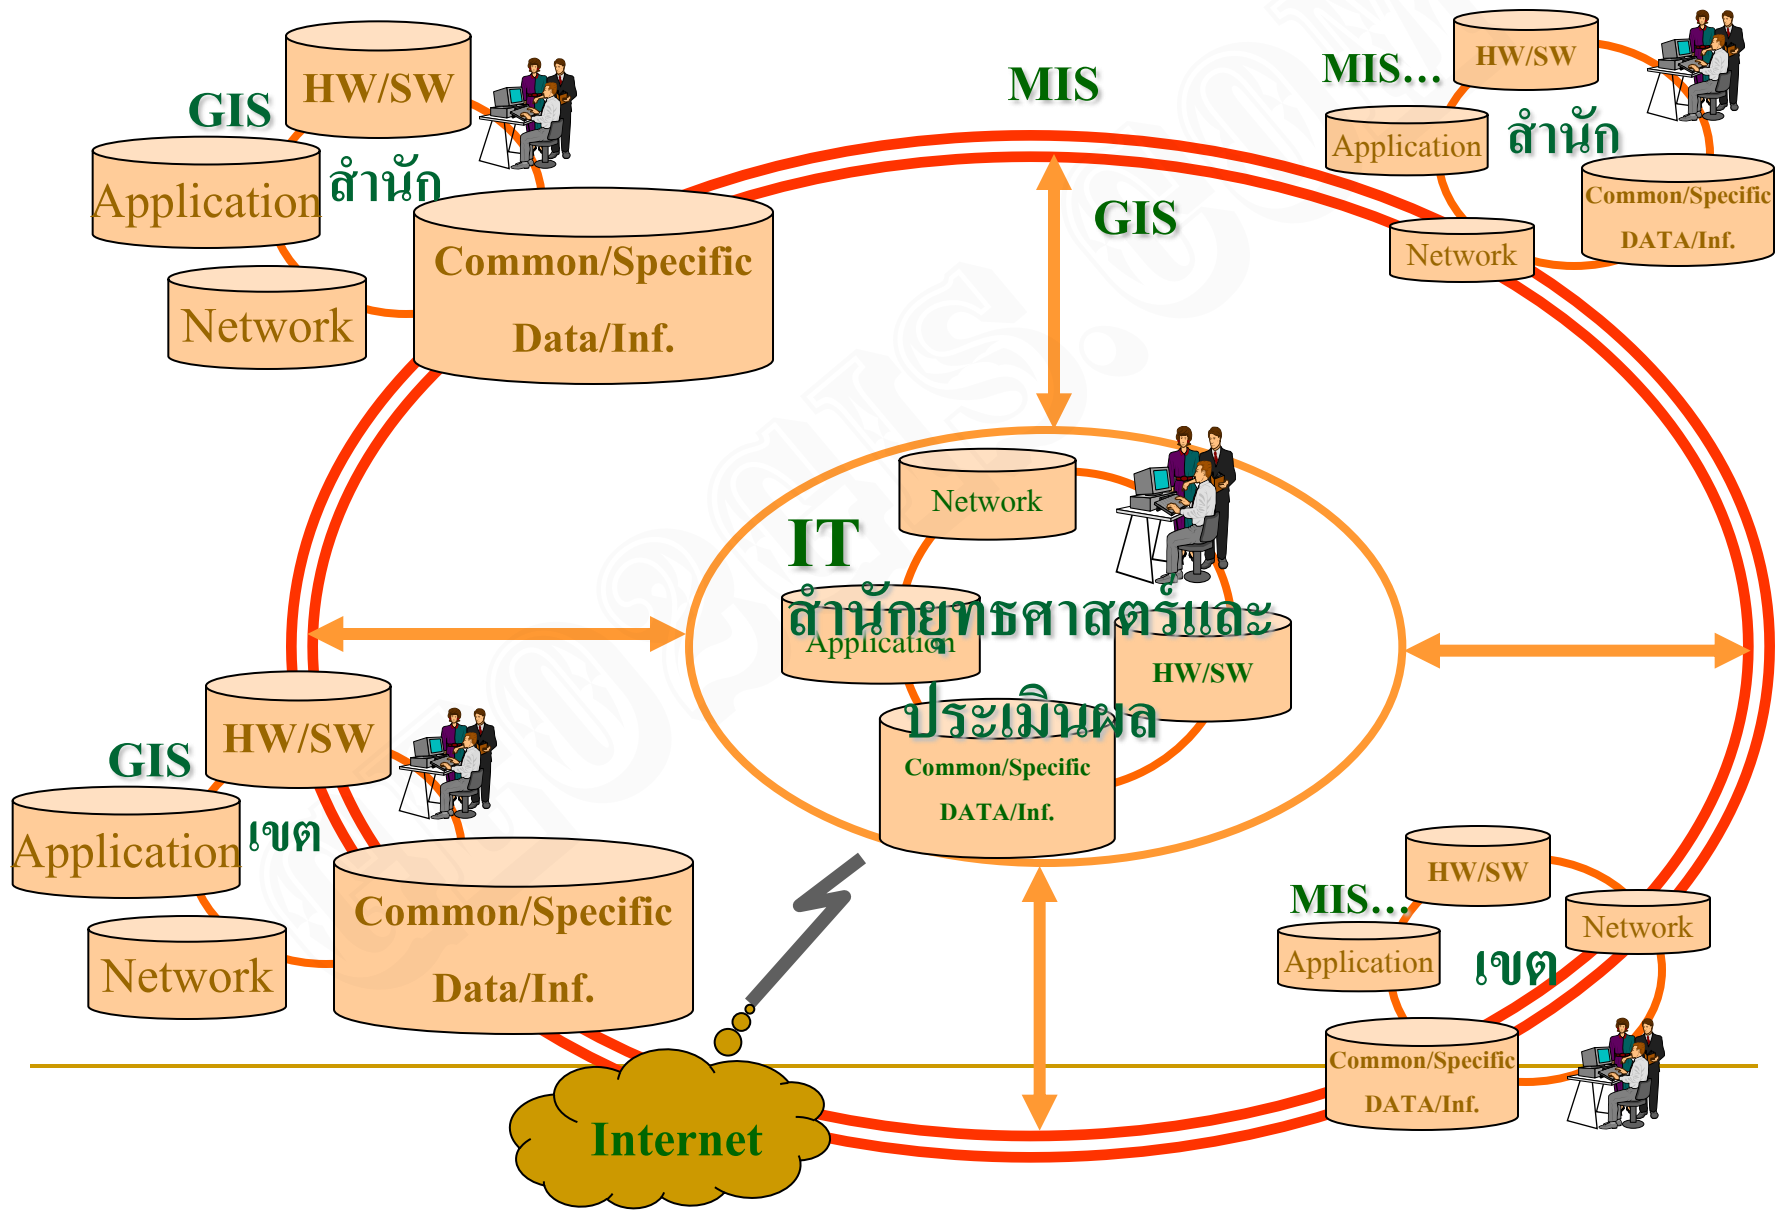 HW/SW
GIS
สำนัก
Application
Network
Common/Specific
Data/Inf.
MIS
GIS
MIS...
HW/SW
Application
สำนัก
Common/Specific
DATA/Inf.
Network
Network
IT
สำนักยุทธศาสตร์และ
Application
HW/SW
ประเมินผล
Common/Specific
DATA/Inf.
HW/SW
GIS
Application
เขต
Network
Common/Specific
Data/Inf.
HW/SW
MIS...
Network
Application
เขต
Common/Specific
DATA/Inf.
Internet